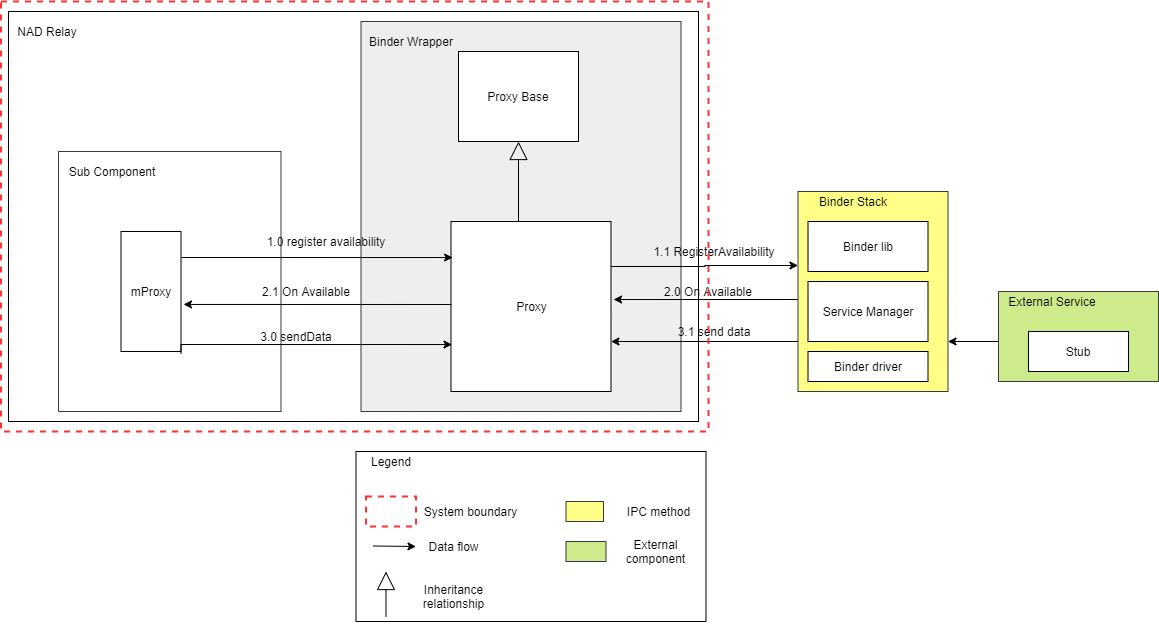 NAD Relay
Binder Wrapper
Proxy Base
Sub Component
mProxy
1.0 register availability
2.1 On Available
3.0 sendData
Proxy
1.1 RegisterAvailability
2.0 On Available
3.1 send data
Binder Stack
Binder lib
Service Manager
Binder driver
External Service
Stub
Legend
System boundary
IPC method
Data flow
External
component
Inheritance
relationship